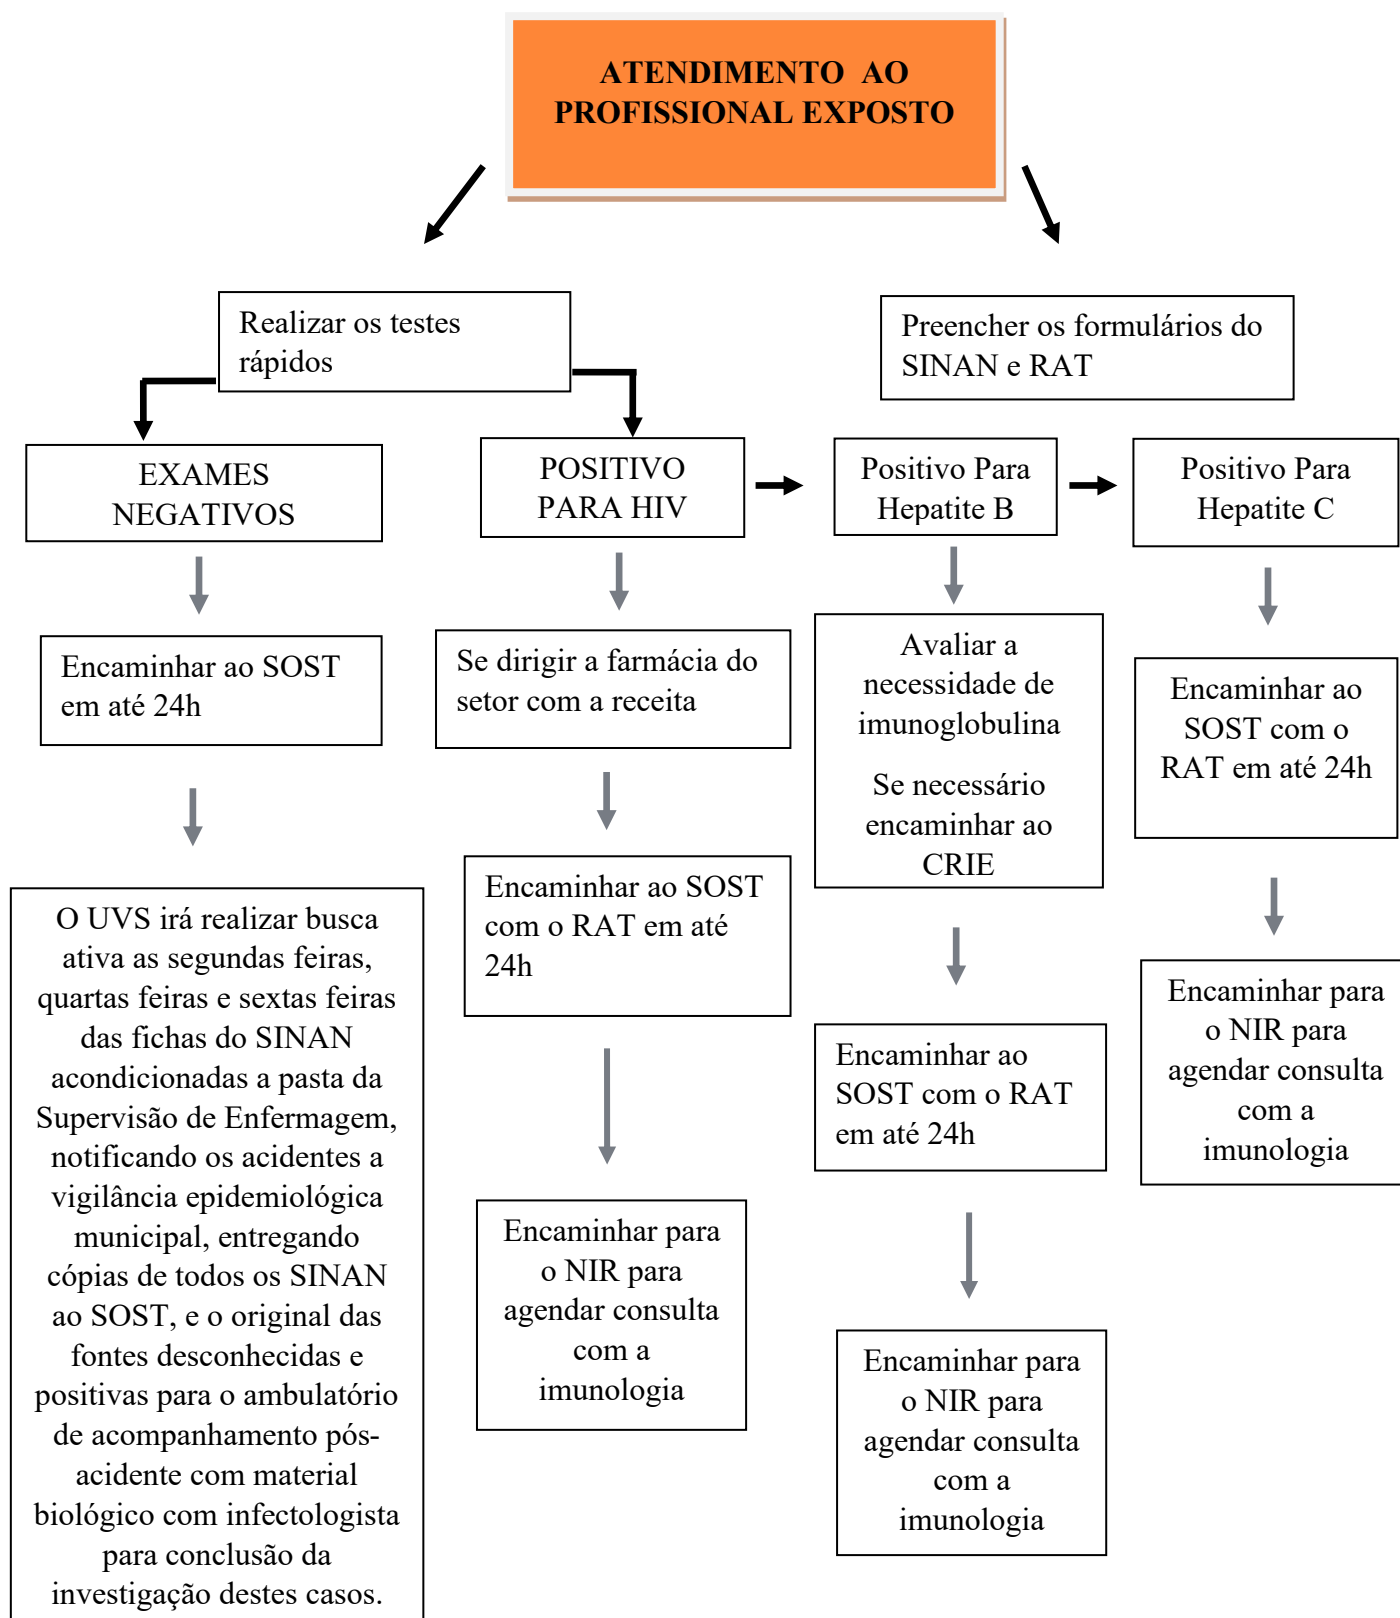 ATENDIMENTO AO
PROFISSIONAL EXPOSTO
Realizar os testes
rápidos
Preencher os formulários do
SINAN e RAT
EXAMES
NEGATIVOS
POSITIVO
PARA HIV
Positivo Para
Hepatite B
Positivo Para
Hepatite C
Encaminhar ao SOST
em até 24h
Se dirigir a farmácia do
setor com a receita
Avaliar a
necessidade de
imunoglobulina
Se necessário
encaminhar ao
CRIE
Encaminhar ao
SOST com o
RAT em até 24h
O UVS irá realizar busca
ativa as segundas feiras,
quartas feiras e sextas feiras
das fichas do SINAN
acondicionadas a pasta da
Supervisão de Enfermagem,
notificando os acidentes a
vigilância epidemiológica
municipal, entregando
cópias de todos os SINAN
ao SOST, e o original das
fontes desconhecidas e
positivas para o ambulatório
de acompanhamento pós-
acidente com material
biológico com infectologista
para conclusão da
investigação destes casos.
Encaminhar ao SOST
com o RAT em até
24h
Encaminhar ao
SOST com o RAT
em até 24h
Encaminhar para
o NIR para
agendar consulta
com a
imunologia
Encaminhar para
o NIR para
agendar consulta
com a
imunologia
Encaminhar para
o NIR para
agendar consulta
com a
imunologia